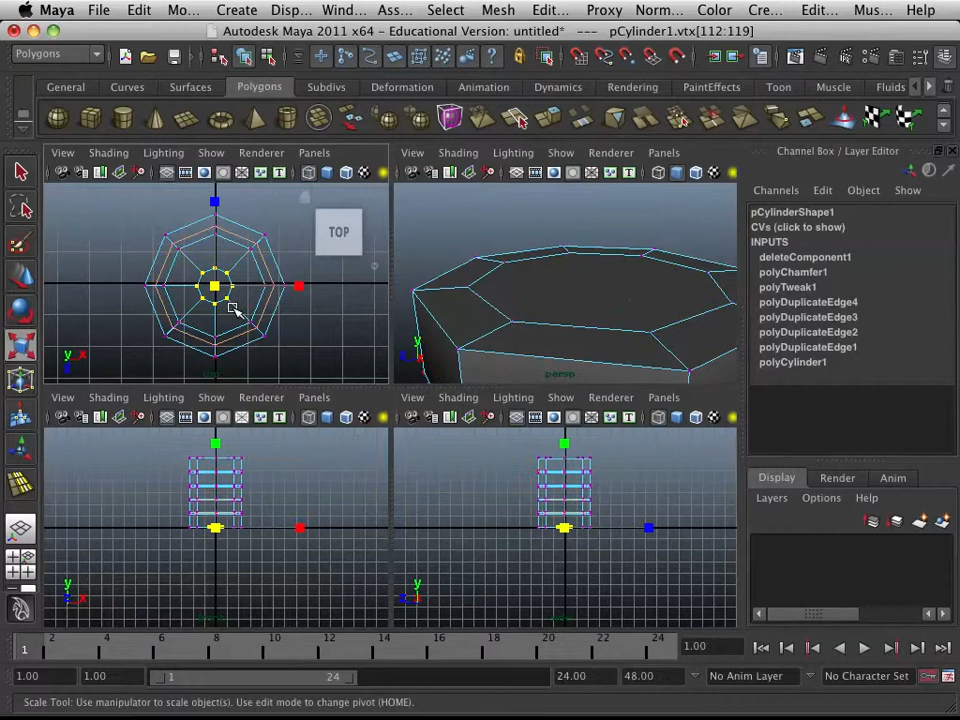 Maya File Mo... Create Display Wind... Ass... Select Mesh Edit... Proxy Normal... Color Cre... Edit... Mus... Help
Autodesk Maya 2011 x64 - Educational Version: untitled* --- pCylinder1.vtx[112:119]
Polygons
General Curves Surfaces Polygons Subdivs Deformation Animation Dynamics Rendering PaintEffects Toon Muscle Fluids
View Shading Lighting Show Renderer Panels
View Shading Lighting Show Renderer Panels
TOP
y
x
y
x
persp
View Shading Lighting Show Renderer Panels
View Shading Lighting Show Renderer Panels
y
x
y
Channel Box / Layer Editor
Channels Edit Object Show
pCylinderShape1
CVs (click to show)
INPUTS
deleteComponent1
polyChamfer1
polyTweak1
polyDuplicateEdge4
polyDuplicateEdge3
polyDuplicateEdge2
polyDuplicateEdge1
polyCylinder1
Display Render Anim
Layers Options Help
1 2 4 6 8 10 12 14 16 18 20 22 24 1.00
1.00 1.00 1 24 24.00 48.00 No Anim Layer No Character Set
Scale Tool: Use manipulator to scale object(s). Use edit mode to change pivot (HOME).